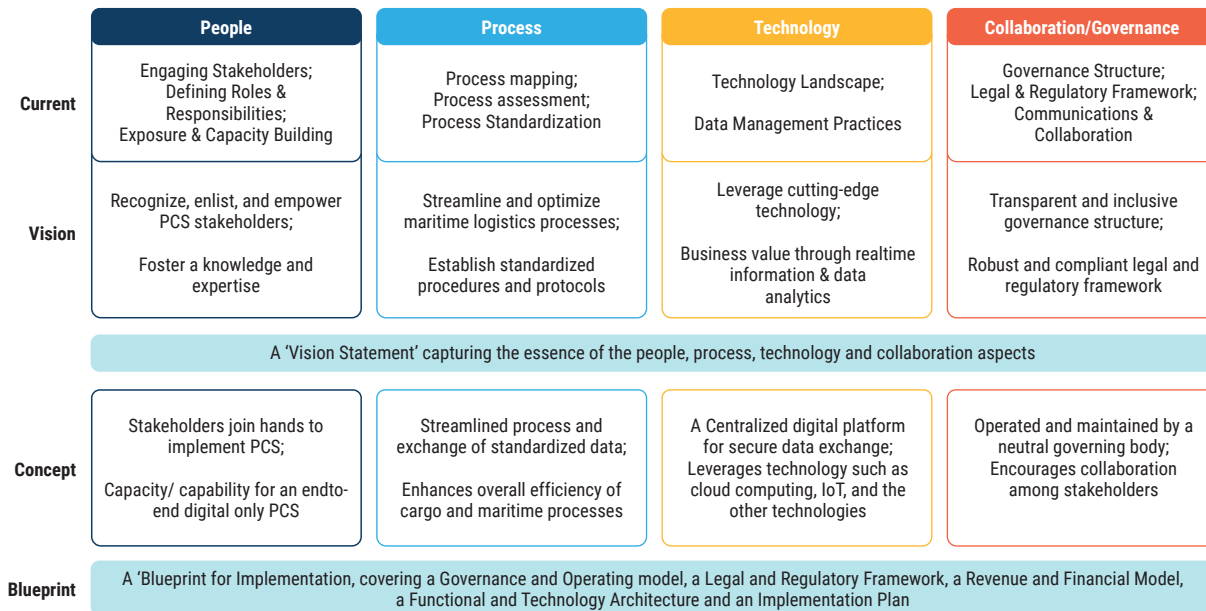 People
Process
Technology
Collaboration/Governance
Current
Engaging Stakeholders;
Defining Roles &
Responsibilities;
Exposure & Capacity Building
Process mapping;
Process assessment;
Process Standardization
Technology Landscape;
Data Management Practices
Governance Structure;
Legal & Regulatory Framework;
Communications &
Collaboration
Vision
Recognize, enlist, and empower
PCS stakeholders;
Foster a knowledge and
expertise
Streamline and optimize
maritime logistics processes;
Establish standardized
procedures and protocols
Leverage cutting-edge
technology;
Business value through realtime
information & data
analytics
Transparent and inclusive
governance structure;
Robust and compliant legal and
regulatory framework
A ‘Vision Statement’ capturing the essence of the people, process, technology and collaboration aspects
Concept
Stakeholders join hands to
implement PCS;
Capacity/ capability for an endto-
end digital only PCS
Streamlined process and
exchange of standardized data;
Enhances overall efficiency of
cargo and maritime processes
A Centralized digital platform
for secure data exchange;
Leverages technology such as
cloud computing, IoT, and the
other technologies
Operated and maintained by a
neutral governing body;
Encourages collaboration
among stakeholders
Blueprint
A ‘Blueprint for Implementation, covering a Governance and Operating model, a Legal and Regulatory Framework, a Revenue and Financial Model,
a Functional and Technology Architecture and an Implementation Plan